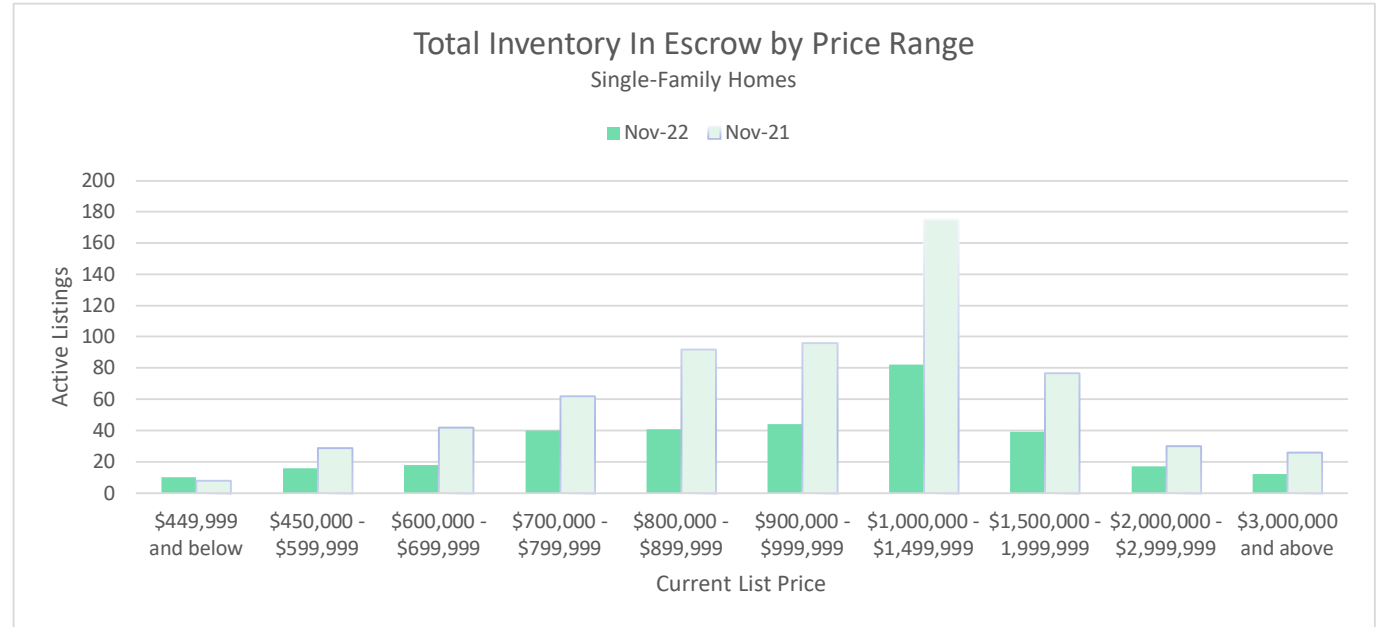 Total Inventory In Escrow by Price Range
Single-Family Homes
Nov-22 Nov-21
200
180
160
140
120
100
80
60
40
20
0
Active Listings
$449,999 and below
$450,000 - $599,999
$600,000 - $699,999
$700,000 - $799,999
$800,000 - $899,999
$900,000 - $999,999
$1,000,000 - $1,499,999
$1,500,000 - 1,999,999
$2,000,000 - $2,999,999
$3,000,000 and above
Current List Price